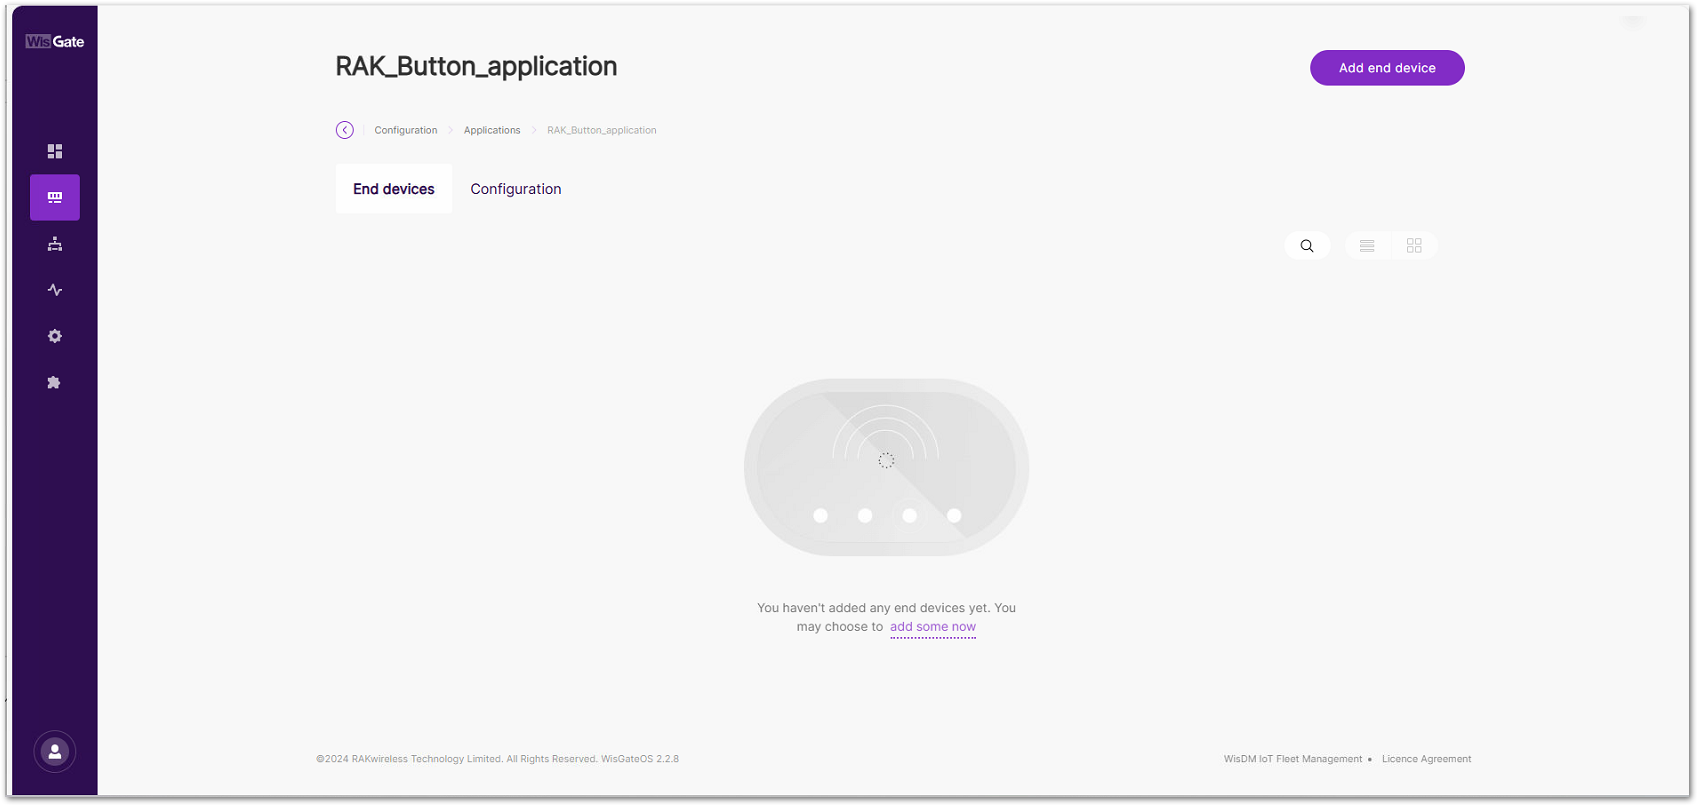 WisGate
RAK_Button_application
Add end device
Configuration
Applications
RAK_Button_application
End devices
Configuration
You haven't added any end devices yet. You
may choose to add some now
©2024 RAKwireless Technology Limited. All Rights Reserved. WisGateOS 2.2.8
WisDM IoT Fleet Management • Licence Agreement